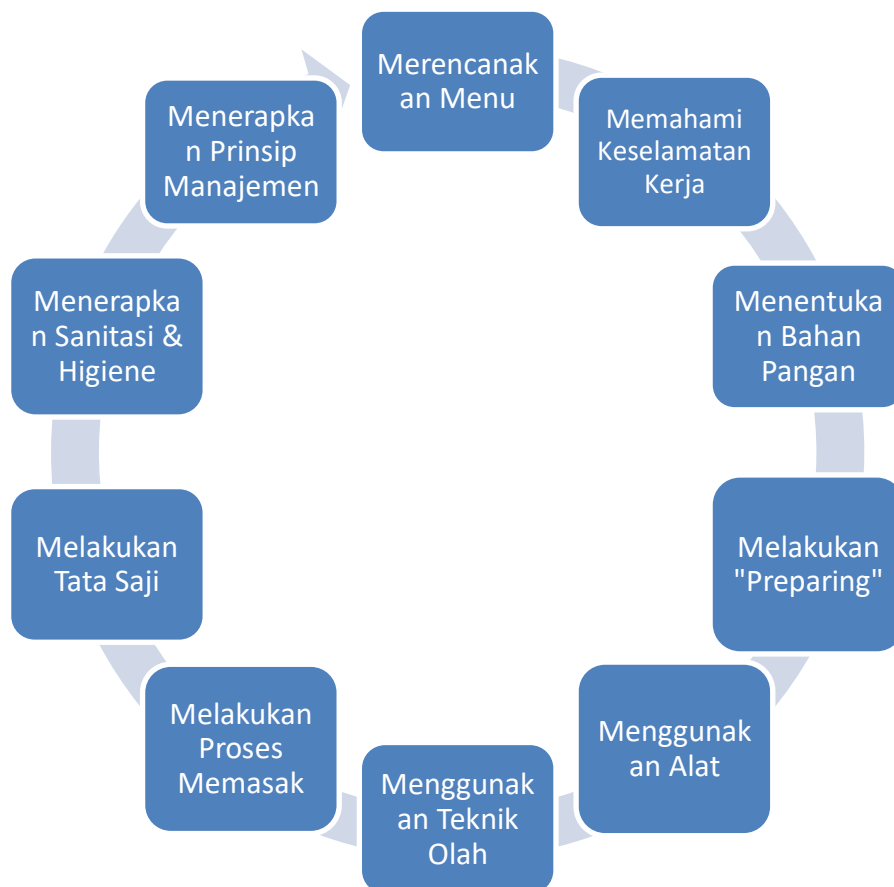 Merencanak
an Menu
Memahami
Keselamatan
Kerja
Menentuka
n Bahan
Pangan
Melakukan
"Preparing"
Menggunak
an Alat
Menggunak
an Teknik
Olah
Melakukan
Proses
Memasak
Melakukan
Tata Saji
Menerapka
n Sanitasi &
Higiene
Menerapka
n Prinsip
Manajemen